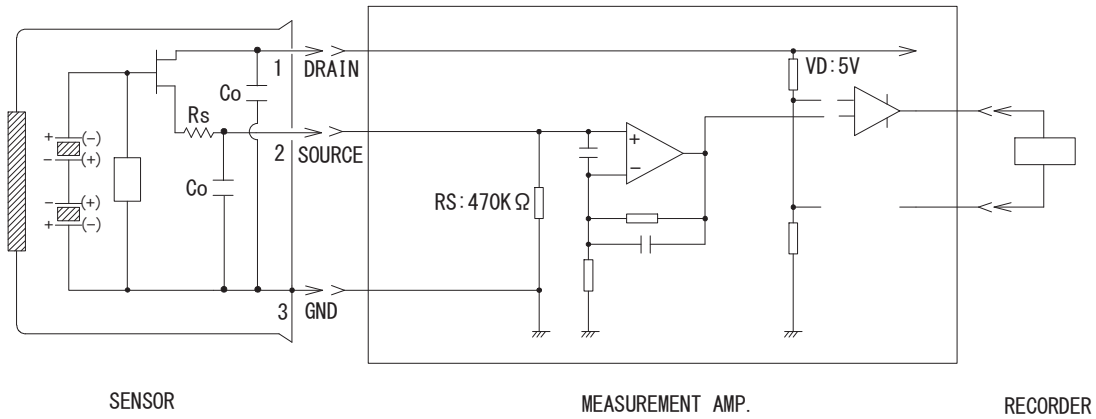 1 DRAIN
VD:5V
Co
Rs
+ (-)
- (+)
2 SOURCE
Co
- (+)
+ (-)
RS:470KΩ
+
-
3 GND
SENSOR
MEASUREMENT AMP.
RECORDER